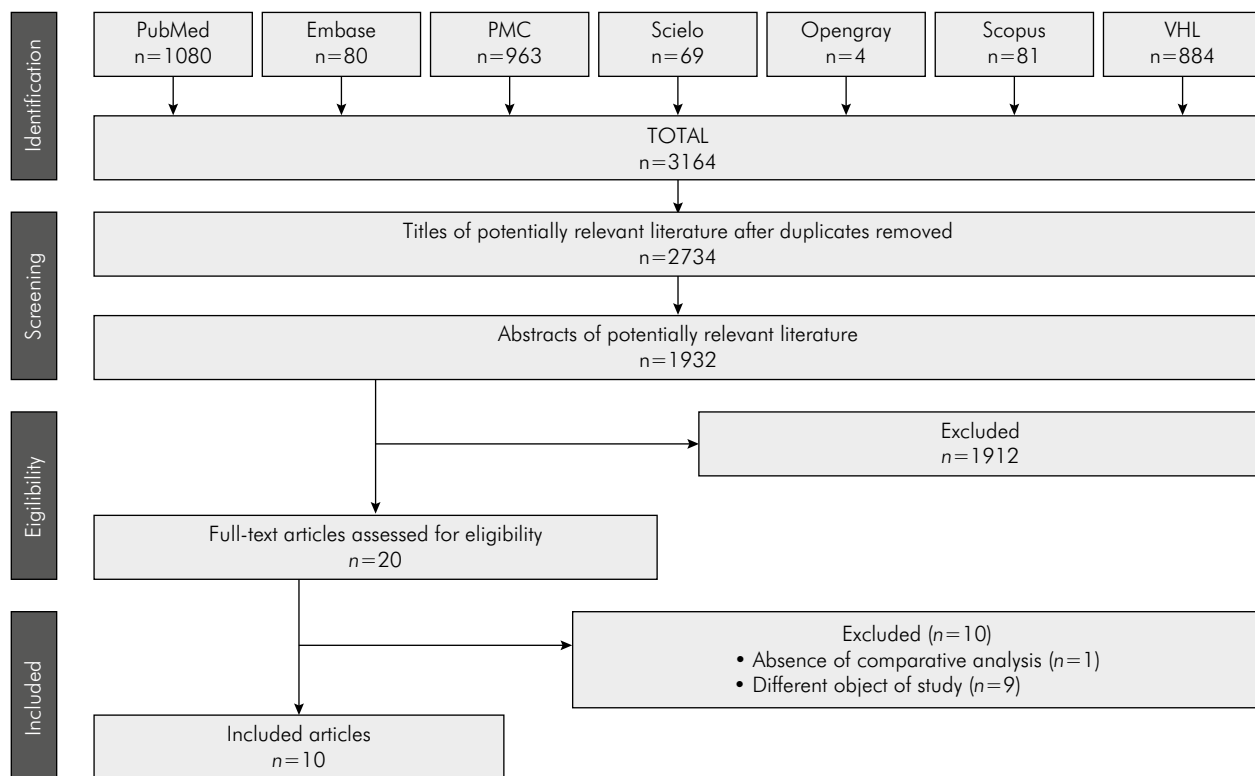 Identification
PubMed
n=1080
Embase
n=80
PMC
n=963
Scielo
n=69
Opengray
n=4
Scopus
n=81
VHL
n=884
TOTAL
n=3164
Screening
Titles of potentially relevant literature after duplicates removed
n=2734
Abstracts of potentially relevant literature
n=1932
Eigilibility
Excluded
n=1912
Full-text articles assessed for eligibility
n=20
Included
Excluded (n=10)
• Absence of comparative analysis (n=1)
• Different object of study (n=9)
Included articles
n=10